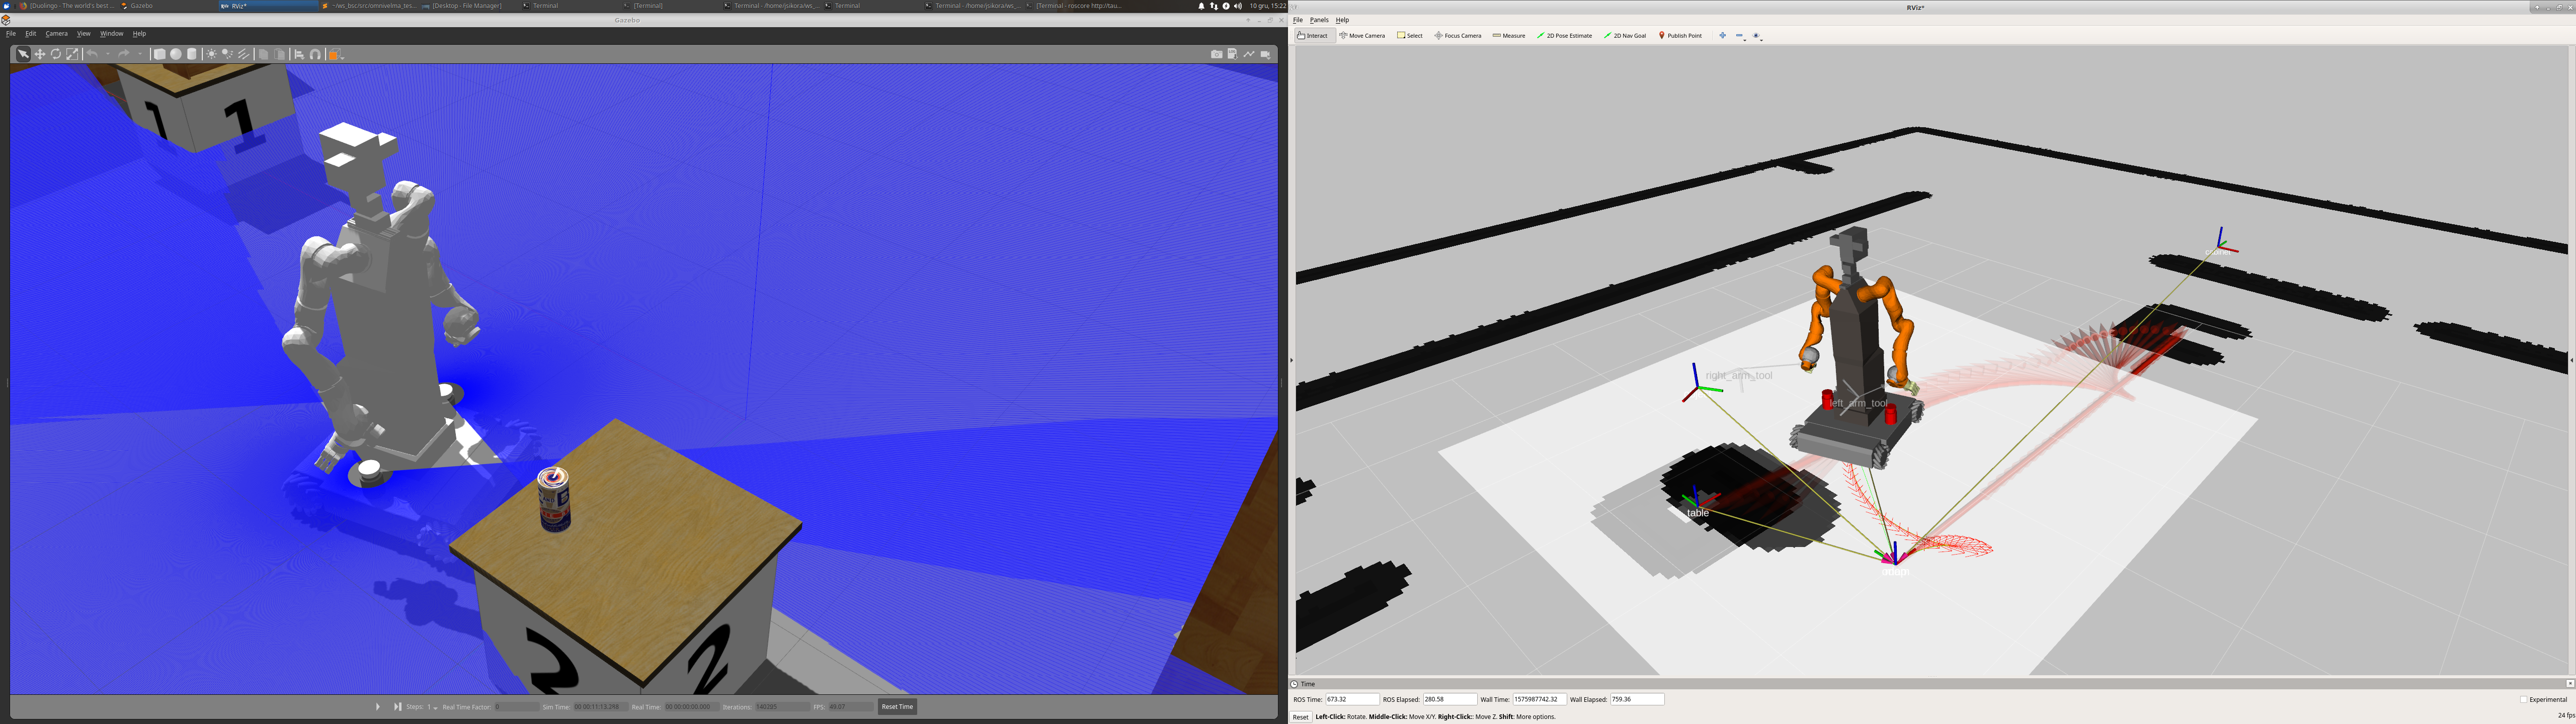 [Duolingo - The world's best ... Gazebo RViz* ~/ws_bsc/src/omnivelma_tes... [Desktop - File Manager] Terminal [Terminal] Terminal - /home/jsikora/ws_... Terminal Terminal - /home/jsikora/ws_... [Terminal - roscore http://tau... 10 gru, 15:22
Gazebo
File Edit Camera View Window Help
1 1
2 2
Steps: 1 Real Time Factor: 0 Sim Time: 00 00:11:13.298 Real Time: 00 00:00:00.000 Iterations: 140285 FPS: 49.07 Reset Time
RViz*
File Panels Help
Interact Move Camera Select Focus Camera Measure 2D Pose Estimate 2D Nav Goal Publish Point
right_arm_tool
left_arm_tool
table
odom
Time
ROS Time: 673.32 ROS Elapsed: 280.58 Wall Time: 1575987742.32 Wall Elapsed: 759.36 Experimental
Reset Left-Click: Rotate. Middle-Click: Move X/Y. Right-Click:: Move Z. Shift: More options. 24 fps